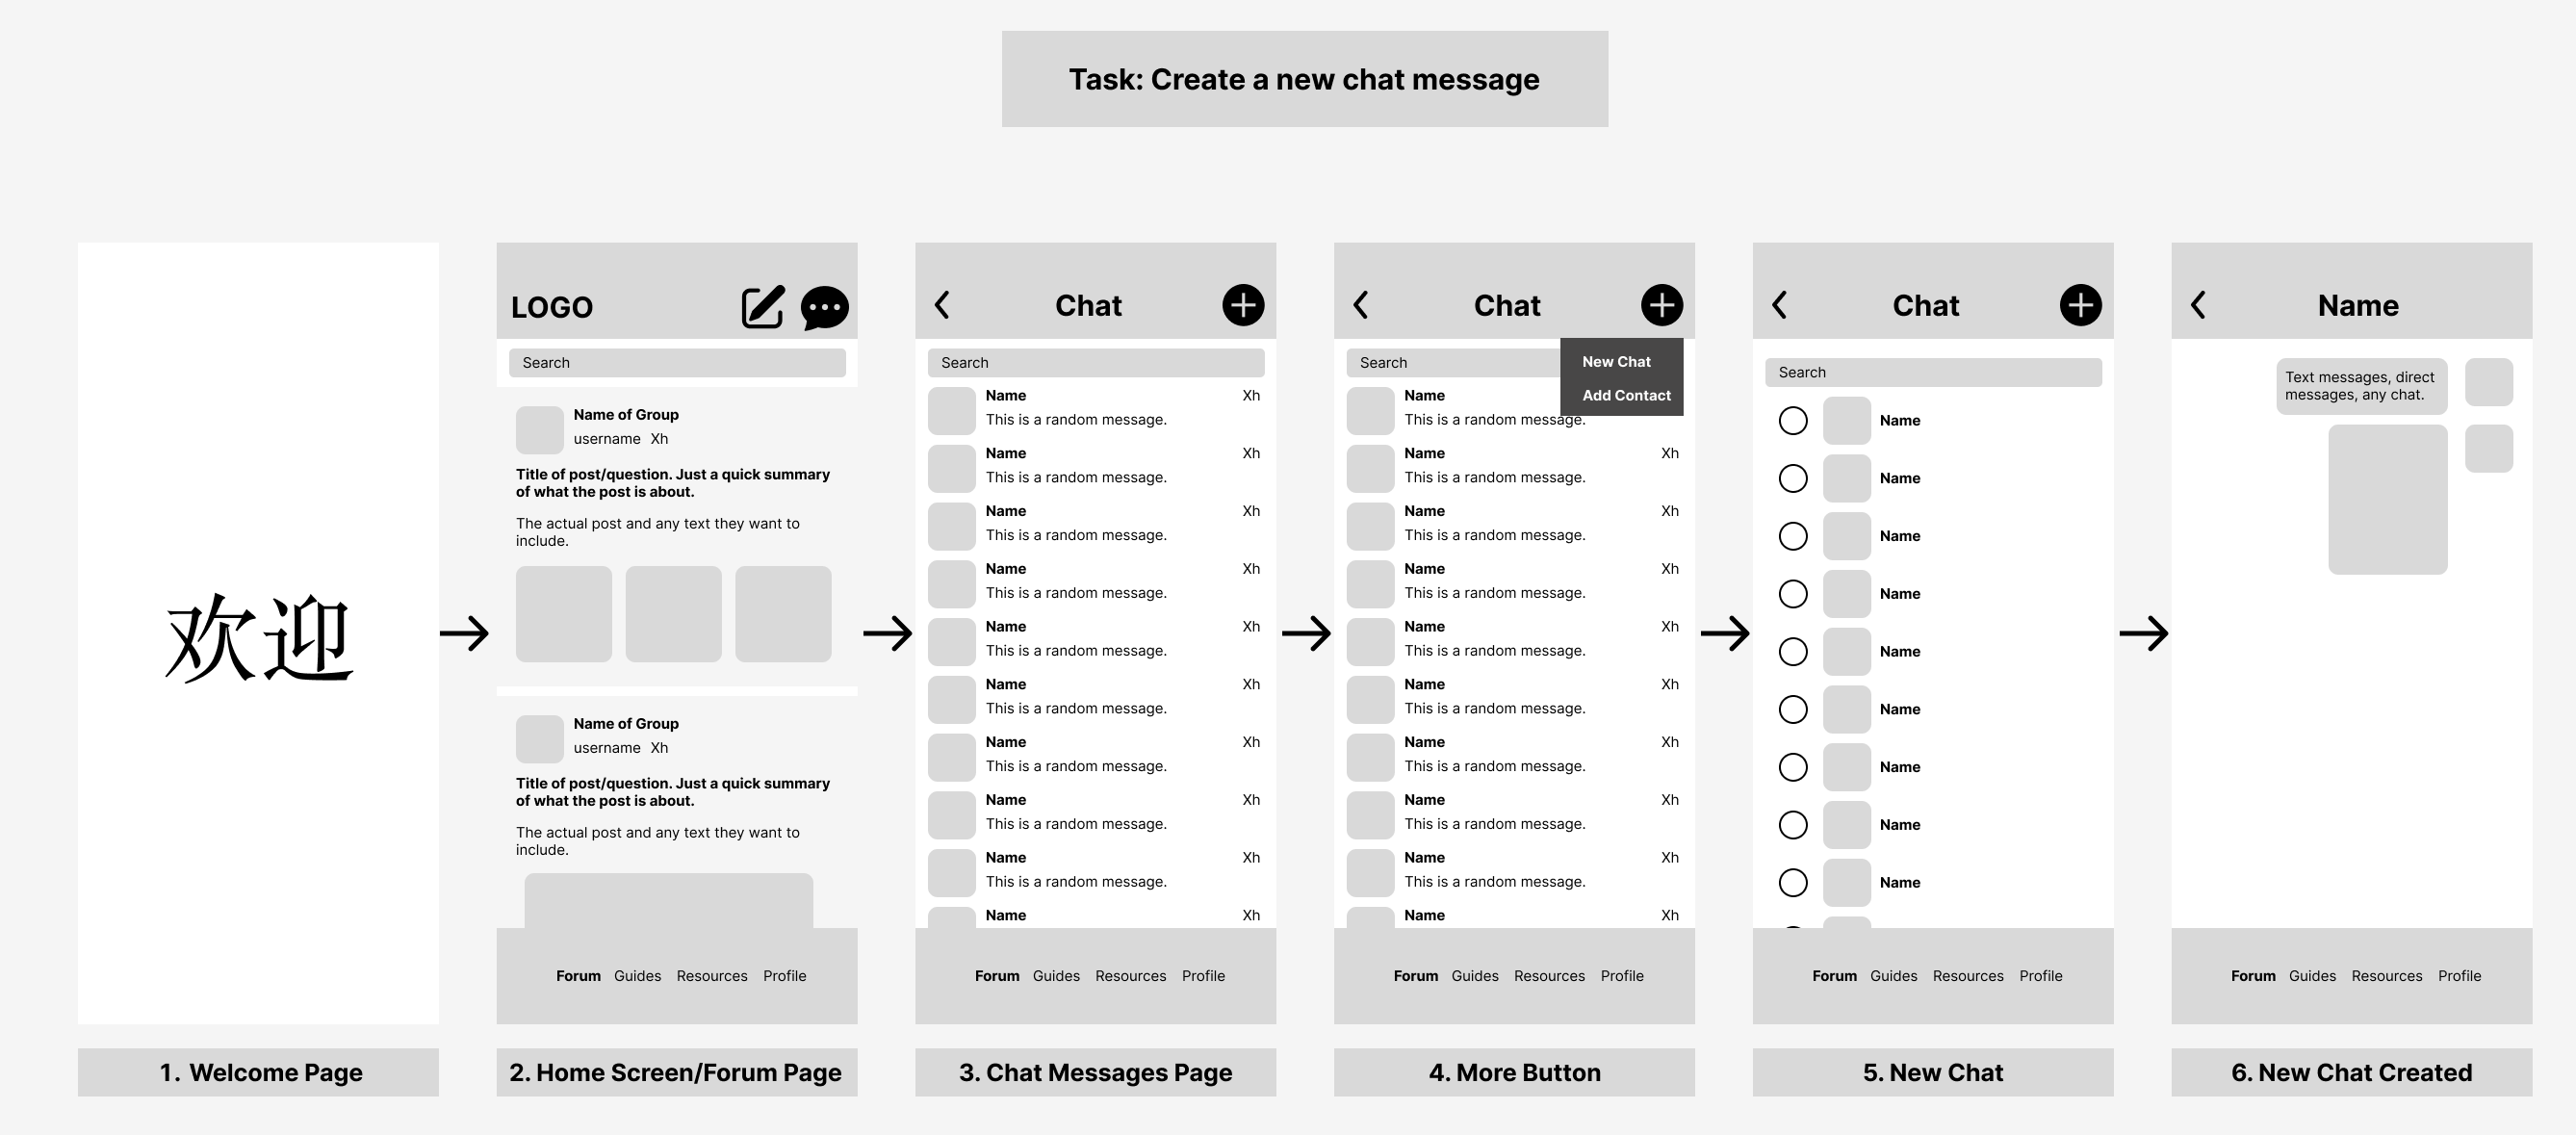 Task: Create a new chat message
欢迎
1. Welcome Page
LOGO
Search
Name of Group
username Xh
Title of post/question. Just a quick summary
of what the post is about.
The actual post and any text they want to
include.
Name of Group
username Xh
Title of post/question. Just a quick summary
of what the post is about.
The actual post and any text they want to
include.
Forum Guides Resources Profile
2. Home Screen/Forum Page
Chat
Search
Name Xh
This is a random message.
Name Xh
This is a random message.
Name Xh
This is a random message.
Name Xh
This is a random message.
Name Xh
This is a random message.
Name Xh
This is a random message.
Name Xh
This is a random message.
Name Xh
This is a random message.
Name Xh
This is a random message.
Name Xh
Forum Guides Resources Profile
3. Chat Messages Page
Chat
Search
New Chat
Add Contact
Name
This is a random message.
Name Xh
This is a random message.
Name Xh
This is a random message.
Name Xh
This is a random message.
Name Xh
This is a random message.
Name Xh
This is a random message.
Name Xh
This is a random message.
Name Xh
This is a random message.
Name Xh
This is a random message.
Name Xh
Forum Guides Resources Profile
4. More Button
Chat
Search
Name
Name
Name
Name
Name
Name
Name
Name
Name
Forum Guides Resources Profile
5. New Chat
Name
Text messages, direct
messages, any chat.
Forum Guides Resources Profile
6. New Chat Created